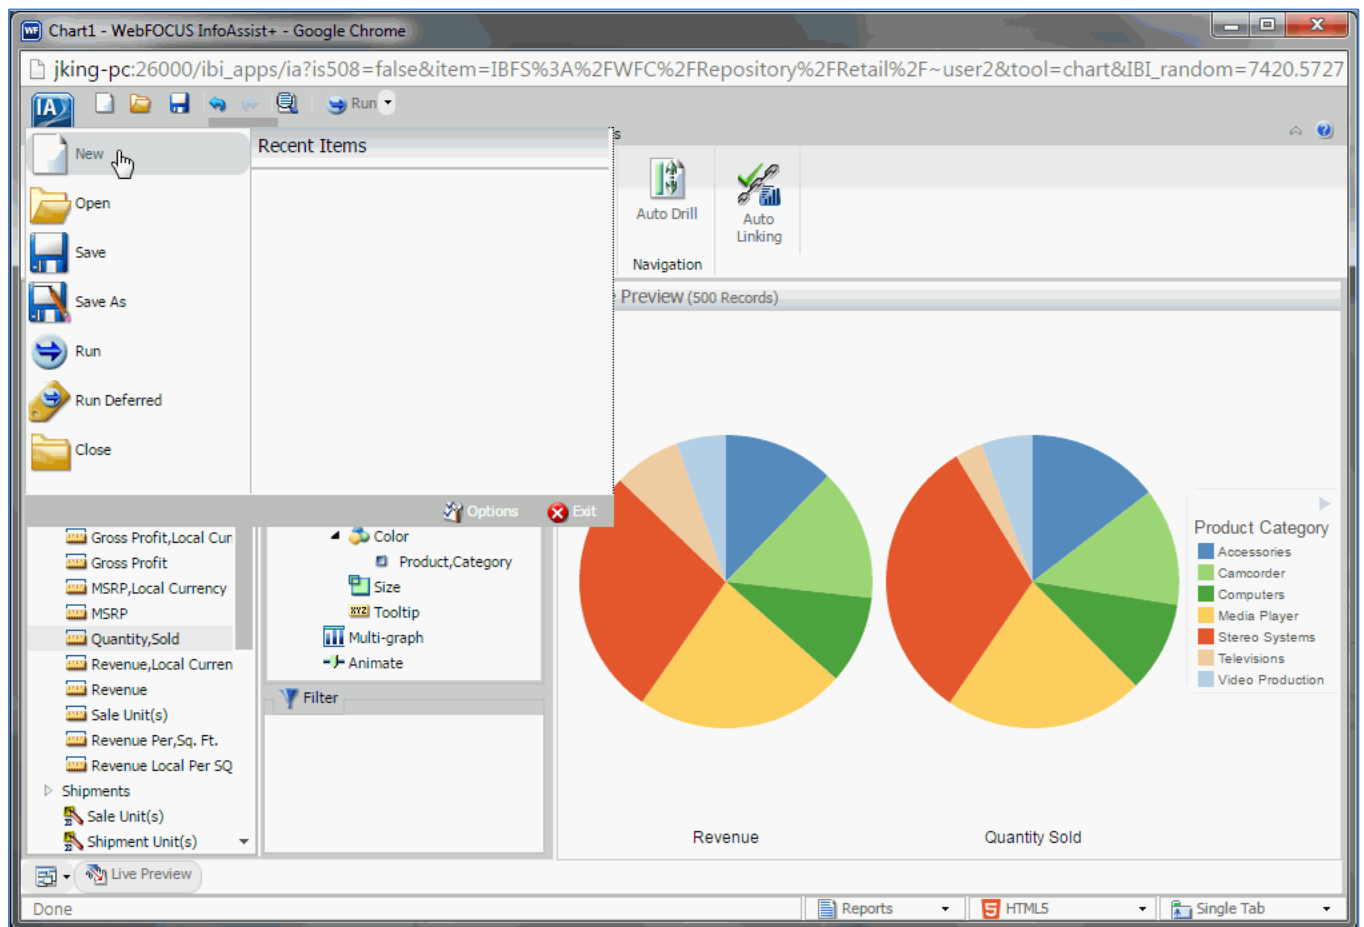 WF Chart1 - WebFOCUS InfoAssist+ - Google Chrome
jking-pc:26000/ibi_apps/ia?is508=false&item=IBFS%3A%2FWFC%2FRepository%2FRetail%2F~user2&tool=chart&IBI_random=7420.5727
IA
Run
New
Open
Save
Save As
Run
Run Deferred
Close
Recent Items
Options
Exit
s
Auto Drill
Auto
Linking
Navigation
Preview (500 Records)
Gross Profit,Local Cur
Gross Profit
MSRP,Local Currency
MSRP
Quantity,Sold
Revenue,Local Curren
Revenue
Sale Unit(s)
Revenue Per,Sq. Ft.
Revenue Local Per SQ
Shipments
Sale Unit(s)
Shipment Unit(s)
Color
Product,Category
Size
XYZ Tooltip
Multi-graph
Animate
Filter
Product Category
Accessories
Camcorder
Computers
Media Player
Stereo Systems
Televisions
Video Production
Revenue
Quantity Sold
Live Preview
Done
Reports
5 HTML5
Single Tab